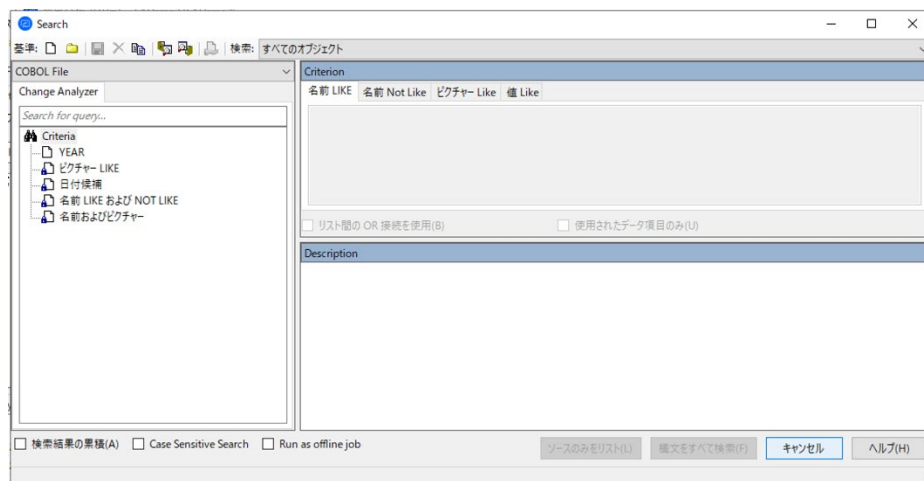 Search
基準: 検索: すべてのオブジェクト
COBOL File
Change Analyzer
Search for query...
Criteria
YEAR
ピクチャー LIKE
日付候補
名前 LIKE および NOT LIKE
名前およびピクチャー
Criterion
名前 LIKE 名前 Not Like ピクチャー Like 値 Like
リスト間の OR 接続を使用(B) 使用されたデータ項目のみ(U)
Description
検索結果の累積(A) Case Sensitive Search Run as offline job
ソースのみをリスト(L) 構文をすべて検索(F) キャンセル ヘルプ(H)